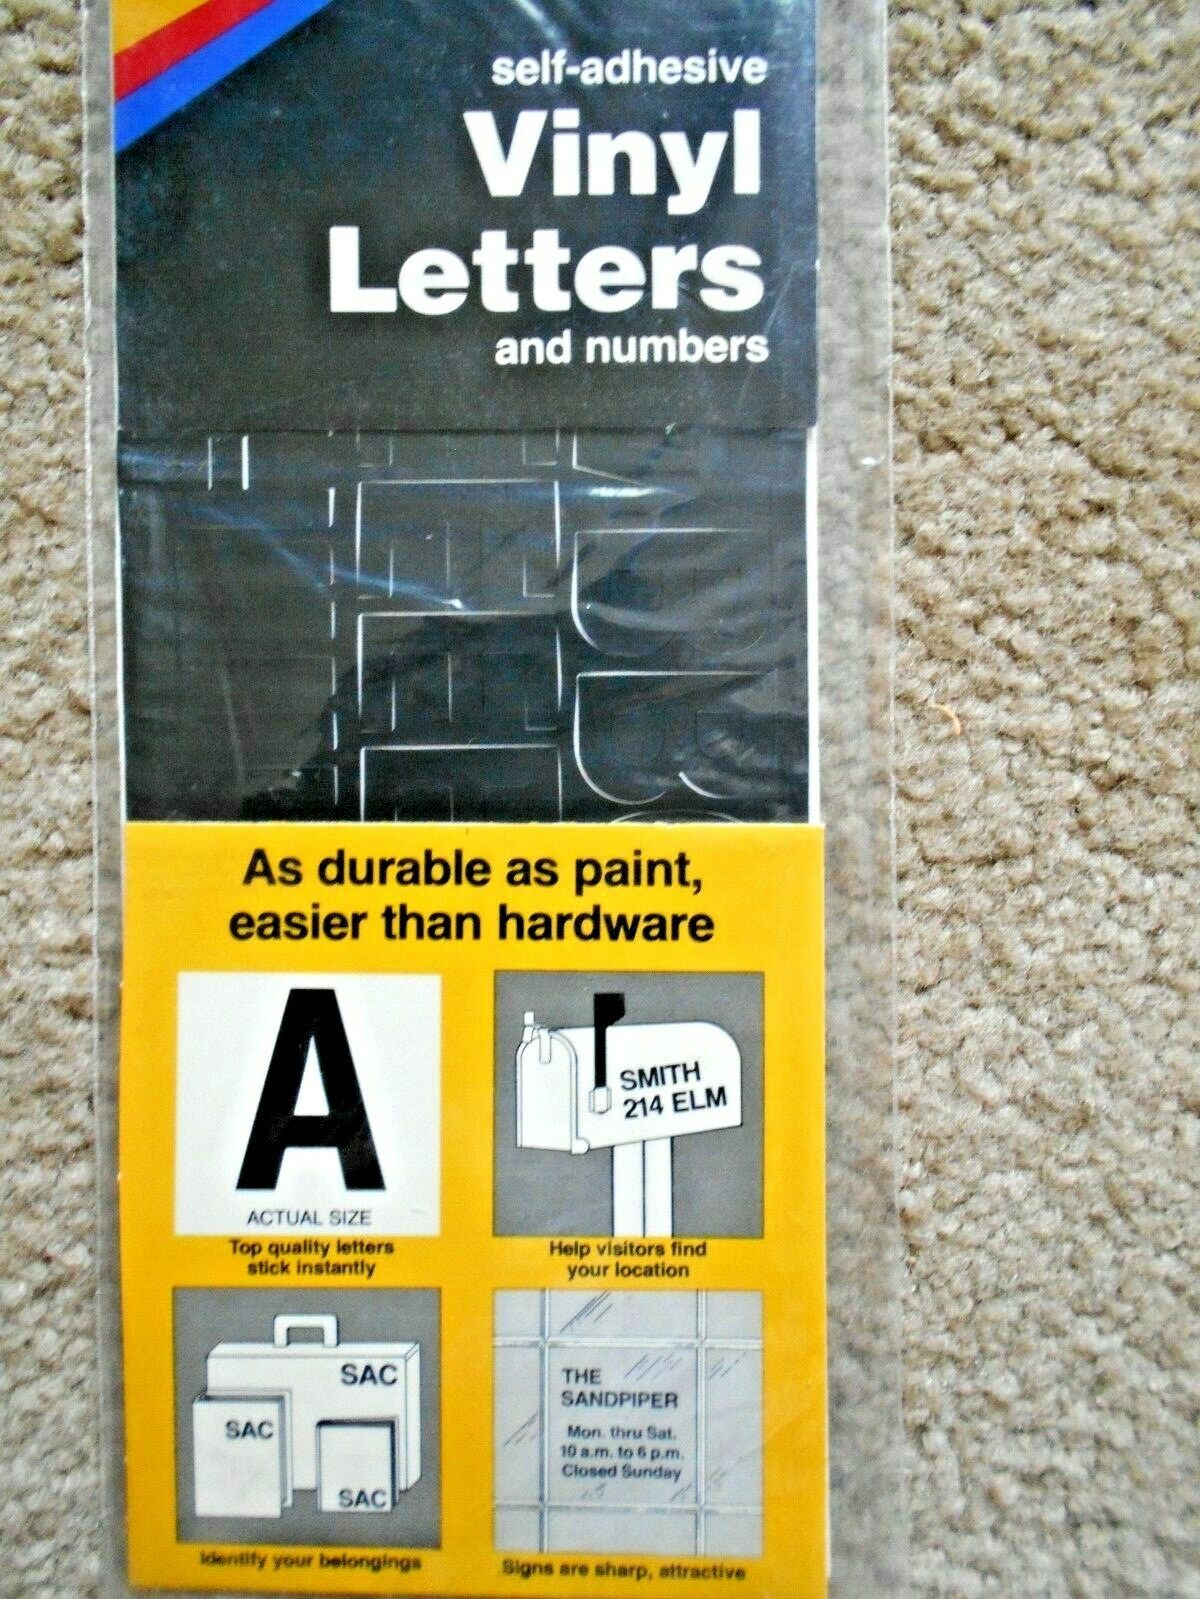 self-adhesive
Vinyl
Letters
and numbers
As durable as paint,
easier than hardware
A
ACTUAL SIZE
Top quality letters
stick instantly
SMITH
214 ELM
Help visitors find
your location
SAC
SAC
SAC
Identify your belongings
THE
SANDPIPER
Mon. thru Sat.
10 a.m. to 6 p.m.
Closed Sunday
Signs are sharp, attractive